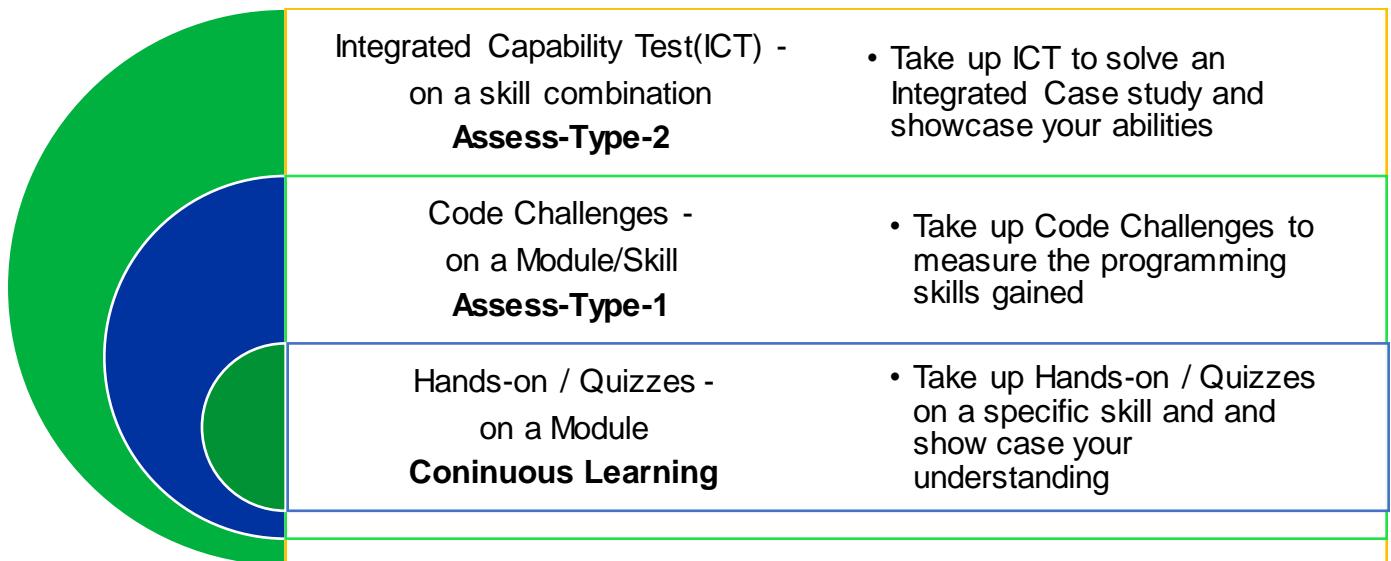 Integrated Capability Test(ICT) -
on a skill combination
Assess-Type-2
• Take up ICT to solve an
Integrated Case study and
showcase your abilities
Code Challenges -
on a Module/Skill
Assess-Type-1
• Take up Code Challenges to
measure the programming
skills gained
Hands-on / Quizzes -
on a Module
Coninuous Learning
• Take up Hands-on / Quizzes
on a specific skill and and
show case your
understanding